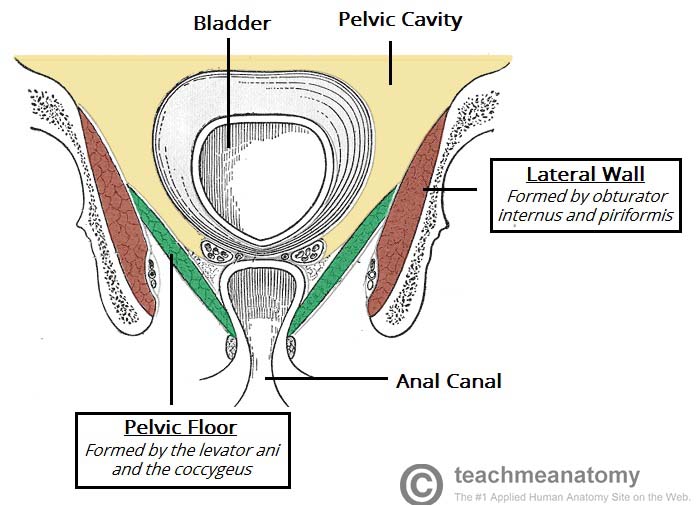 Bladder
Pelvic Cavity
Lateral Wall
Formed by obturator
internus and piriformis
Anal Canal
Pelvic Floor
Formed by the levator ani
and the coccygeus
© teachmeanatomy
The #1 Applied Human Anatomy Site on the Web.